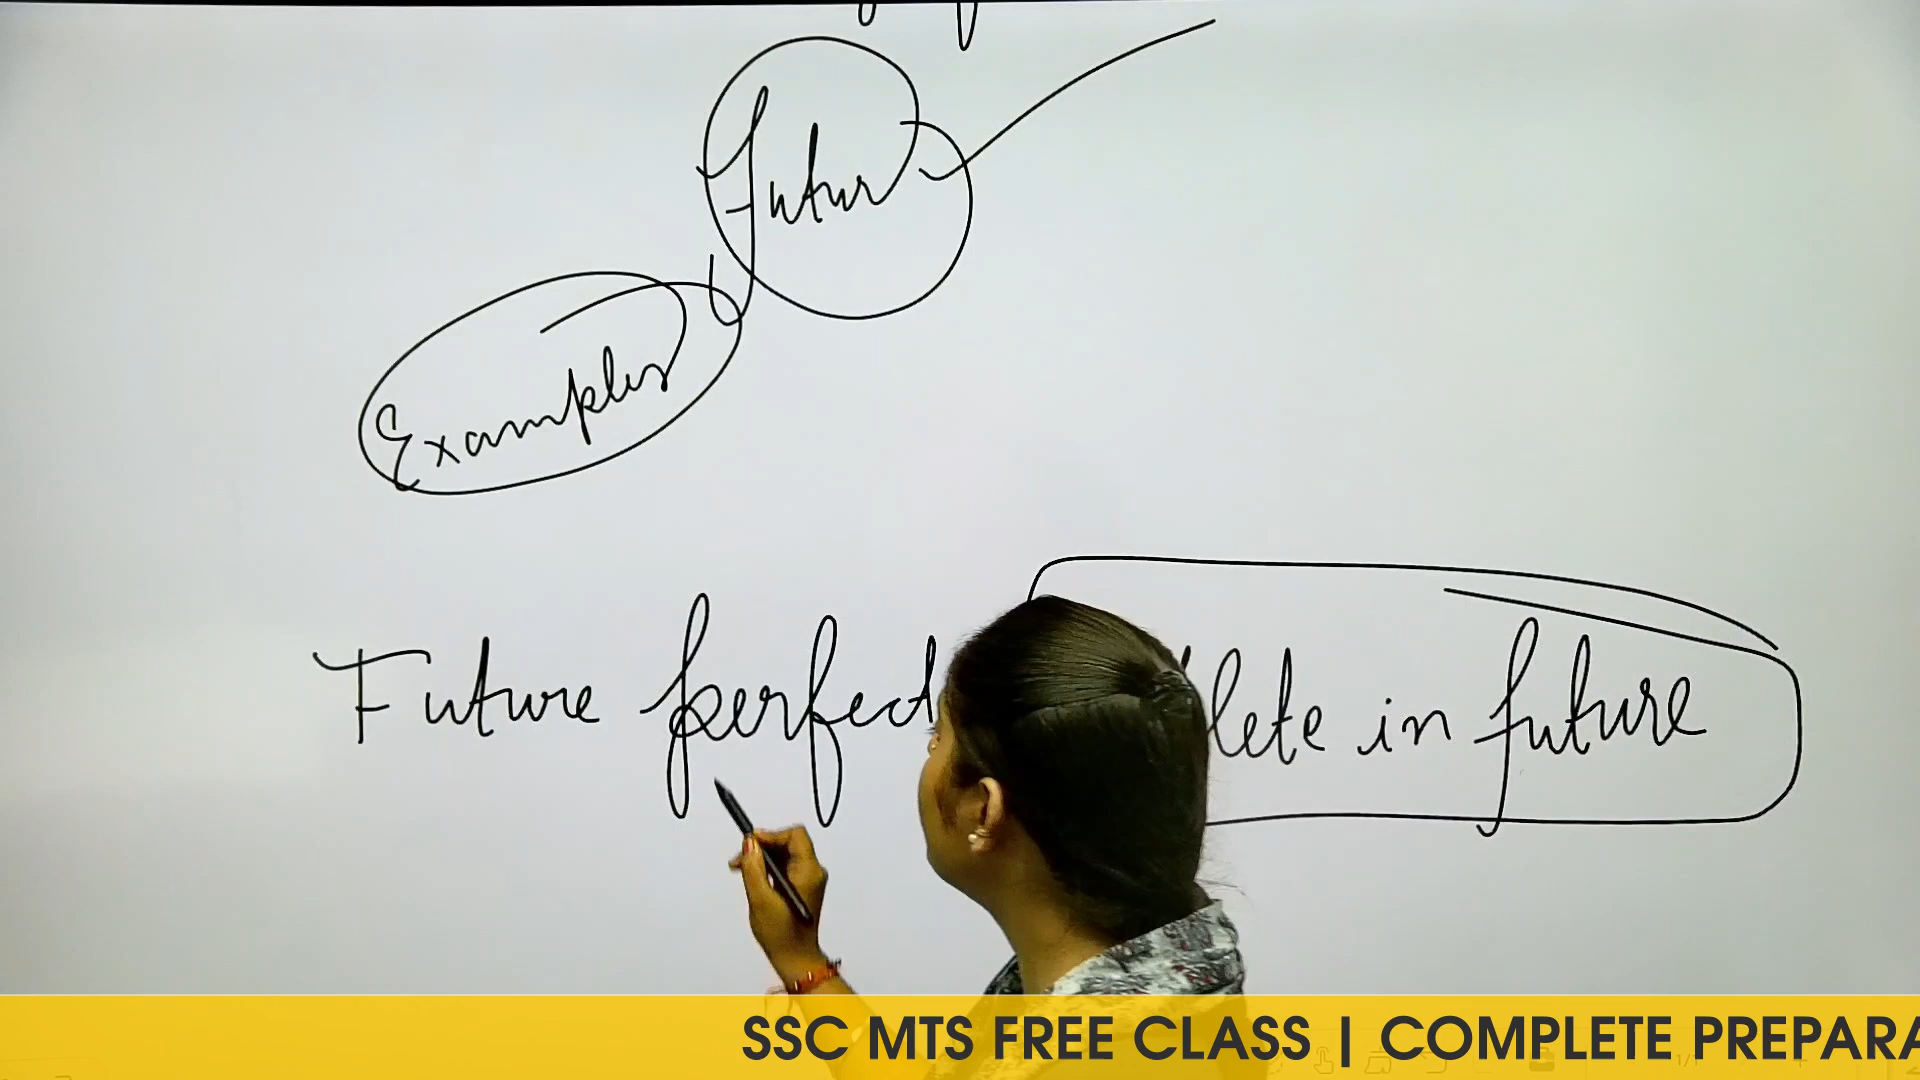 Futur
Examples
Future perfect lete in future
SSC MTS FREE CLASS | COMPLETE PREPARA